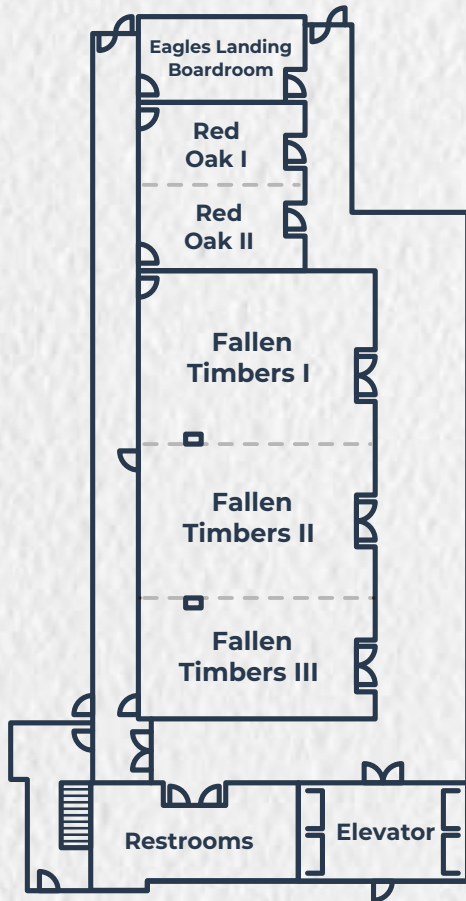 Eagles Landing
Boardroom
Red
Oak I
Red
Oak II
Fallen
Timbers I
Fallen
Timbers II
Fallen
Timbers III
Restrooms
Elevator